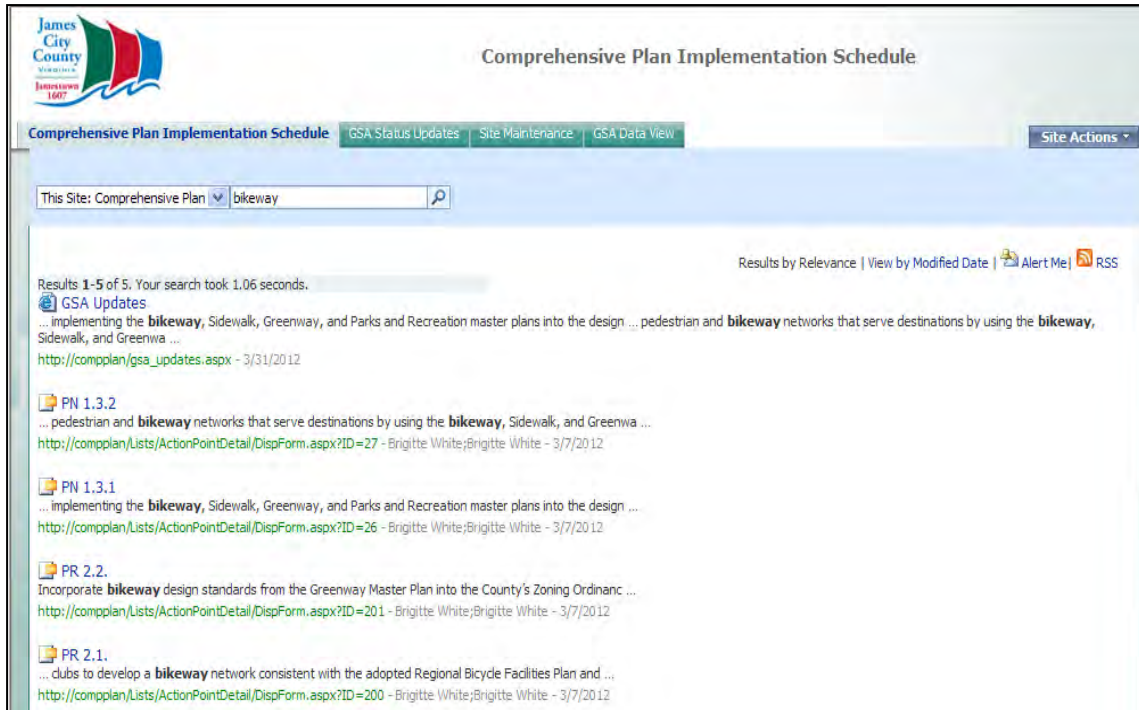 James
City
County
VIRGINIA
Jamestown
1607
Comprehensive Plan Implementation Schedule
Comprehensive Plan Implementation Schedule GSA Status Updates Site Maintenance GSA Data View Site Actions
This Site: Comprehensive Plan bikeway
Results by Relevance | View by Modified Date | Alert Me| RSS
Results 1-5 of 5. Your search took 1.06 seconds.
GSA Updates
... implementing the bikeway, Sidewalk, Greenway, and Parks and Recreation master plans into the design ... pedestrian and bikeway networks that serve destinations by using the bikeway,
Sidewalk, and Greenwa ...
http://compplan/gsa_updates.aspx - 3/31/2012
PN 1.3.2
... pedestrian and bikeway networks that serve destinations by using the bikeway, Sidewalk, and Greenwa ...
http://compplan/Lists/ActionPointDetail/DispForm.aspx?ID=27 - Brigitte White;Brigitte White - 3/7/2012
PN 1.3.1
... implementing the bikeway, Sidewalk, Greenway, and Parks and Recreation master plans into the design ...
http://compplan/Lists/ActionPointDetail/DispForm.aspx?ID=26 - Brigitte White;Brigitte White - 3/7/2012
PR 2.2.
Incorporate bikeway design standards from the Greenway Master Plan into the County's Zoning Ordinanc ...
http://compplan/Lists/ActionPointDetail/DispForm.aspx?ID=201 - Brigitte White;Brigitte White - 3/7/2012
PR 2.1.
... clubs to develop a bikeway network consistent with the adopted Regional Bicycle Facilities Plan and ...
http://compplan/Lists/ActionPointDetail/DispForm.aspx?ID=200 - Brigitte White;Brigitte White - 3/7/2012